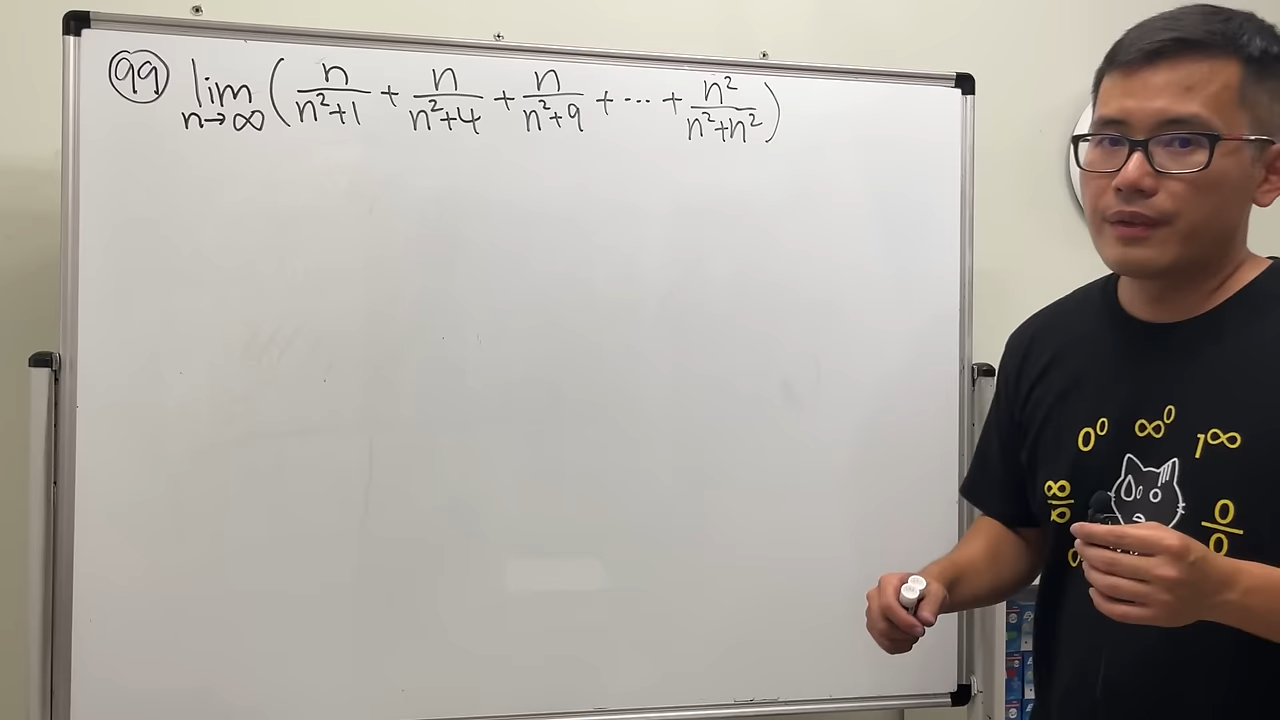 99 lim n→∞ ( n/(n²+1) + n/(n²+4) + n/(n²+9) + ⋯ + n²/(n²+n²) )
0⁰ ∞⁰ 1^∞
∞/∞ 0/0